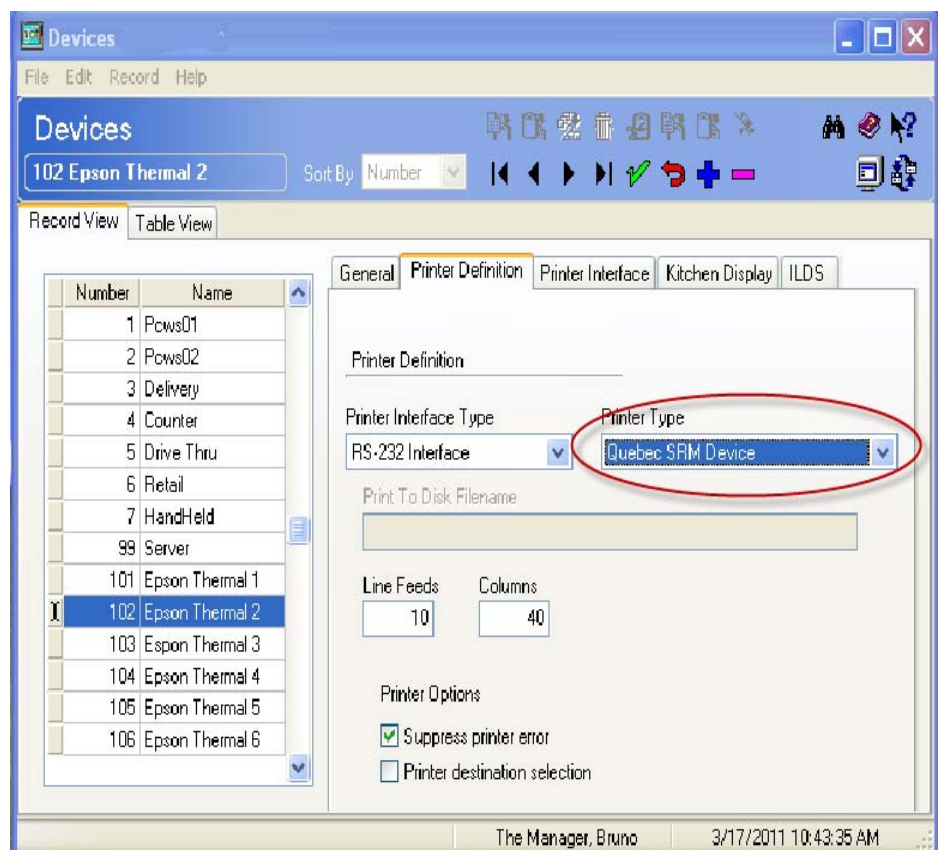 Devices
File Edit Record Help
Devices
102 Epson Thermal 2
Sort By Number
Record View Table View
General Printer Definition Printer Interface Kitchen Display ILDS
Number Name
1 Pcws01
2 Pcws02
3 Delivery
4 Counter
5 Drive Thru
6 Retail
7 HandHeld
99 Server
101 Epson Thermal 1
102 Epson Thermal 2
103 Espon Thermal 3
104 Epson Thermal 4
105 Epson Thermal 5
106 Epson Thermal 6
Printer Definition
Printer Interface Type Printer Type
RS-232 Interface Quebec SRM Device
Print To Disk Filename
Line Feeds Columns
10 40
Printer Options
Suppress printer error
Printer destination selection
The Manager, Bruno 3/17/2011 10:43:35 AM